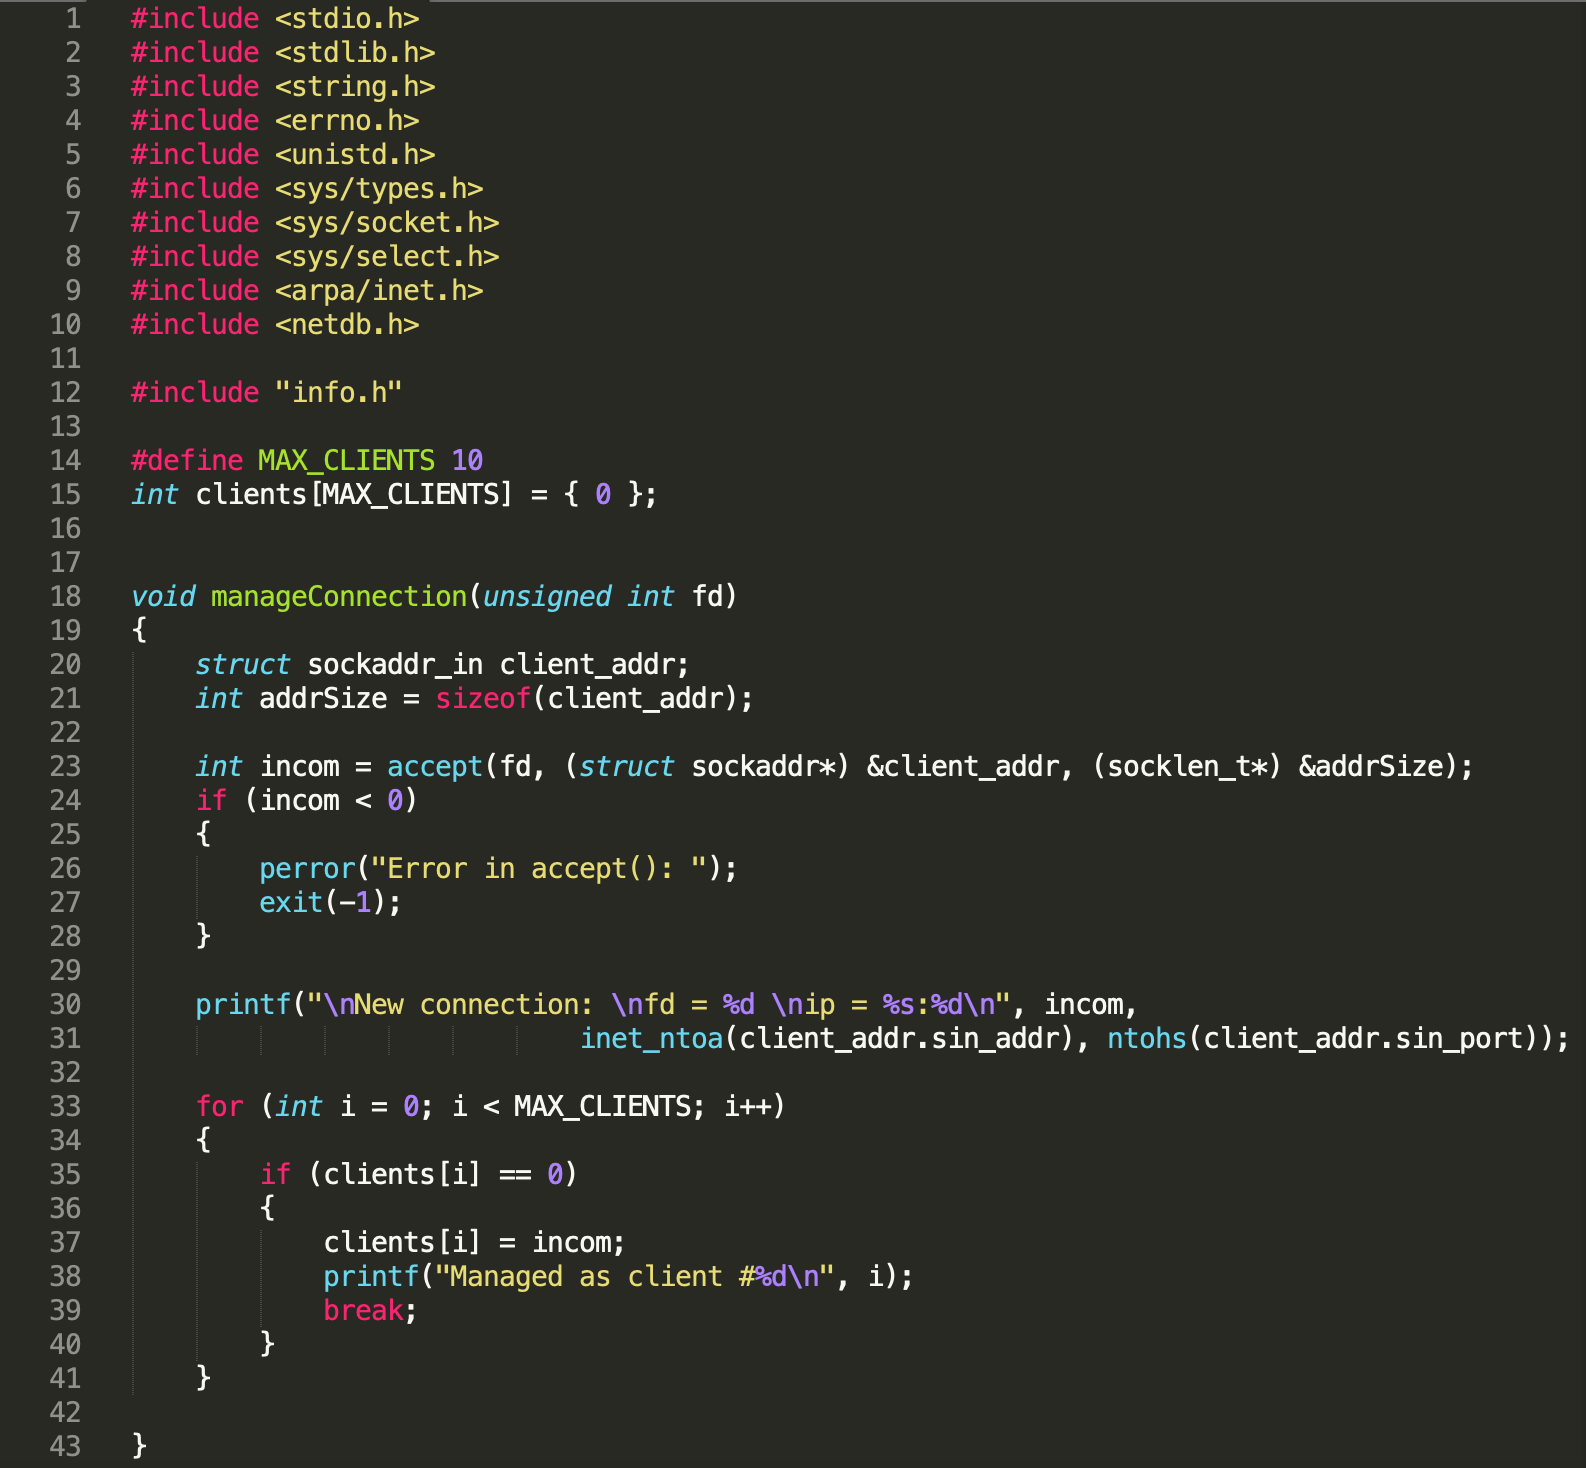 1 #include <stdio.h>
2 #include <stdlib.h>
3 #include <string.h>
4 #include <errno.h>
5 #include <unistd.h>
6 #include <sys/types.h>
7 #include <sys/socket.h>
8 #include <sys/select.h>
9 #include <arpa/inet.h>
10 #include <netdb.h>
11
12 #include "info.h"
13
14 #define MAX_CLIENTS 10
15 int clients[MAX_CLIENTS] = { 0 };
16
17
18 void manageConnection(unsigned int fd)
19 {
20     struct sockaddr_in client_addr;
21     int addrSize = sizeof(client_addr);
22
23     int incom = accept(fd, (struct sockaddr*) &client_addr, (socklen_t*) &addrSize);
24     if (incom < 0)
25     {
26         perror("Error in accept(): ");
27         exit(-1);
28     }
29
30     printf("\nNew connection: \nfd = %d \nip = %s:%d\n", incom,
31                             inet_ntoa(client_addr.sin_addr), ntohs(client_addr.sin_port));
32
33     for (int i = 0; i < MAX_CLIENTS; i++)
34     {
35         if (clients[i] == 0)
36         {
37             clients[i] = incom;
38             printf("Managed as client #%d\n", i);
39             break;
40         }
41     }
42
43 }